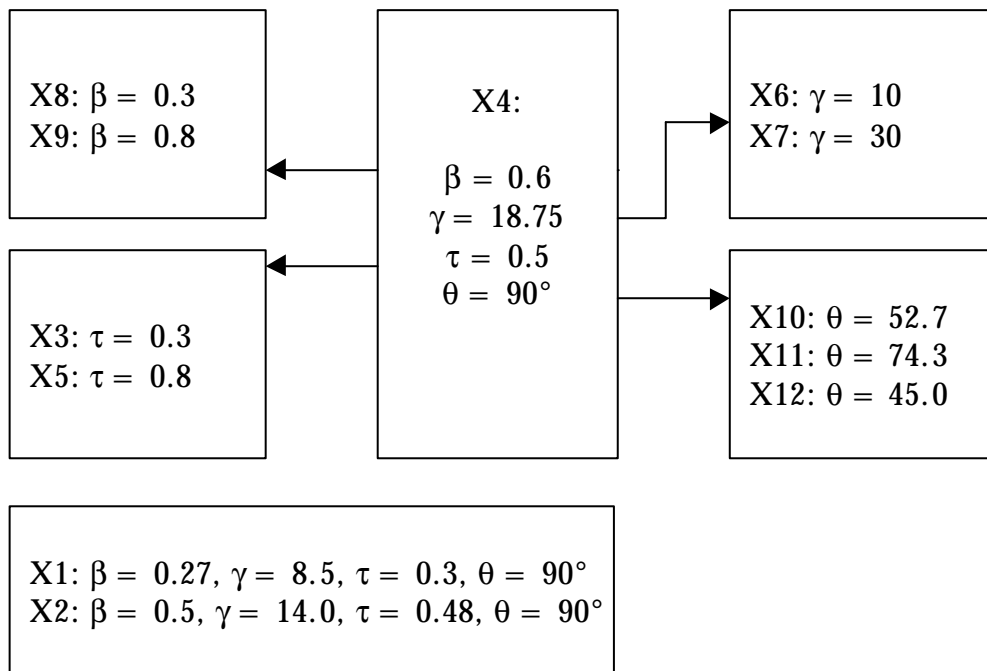 X8: β = 0.3
X9: β = 0.8
X3: τ = 0.3
X5: τ = 0.8
X4:
β = 0.6
γ = 18.75
τ = 0.5
θ = 90°
X6: γ = 10
X7: γ = 30
X10: θ = 52.7
X11: θ = 74.3
X12: θ = 45.0
X1: β = 0.27, γ = 8.5, τ = 0.3, θ = 90°
X2: β = 0.5, γ = 14.0, τ = 0.48, θ = 90°